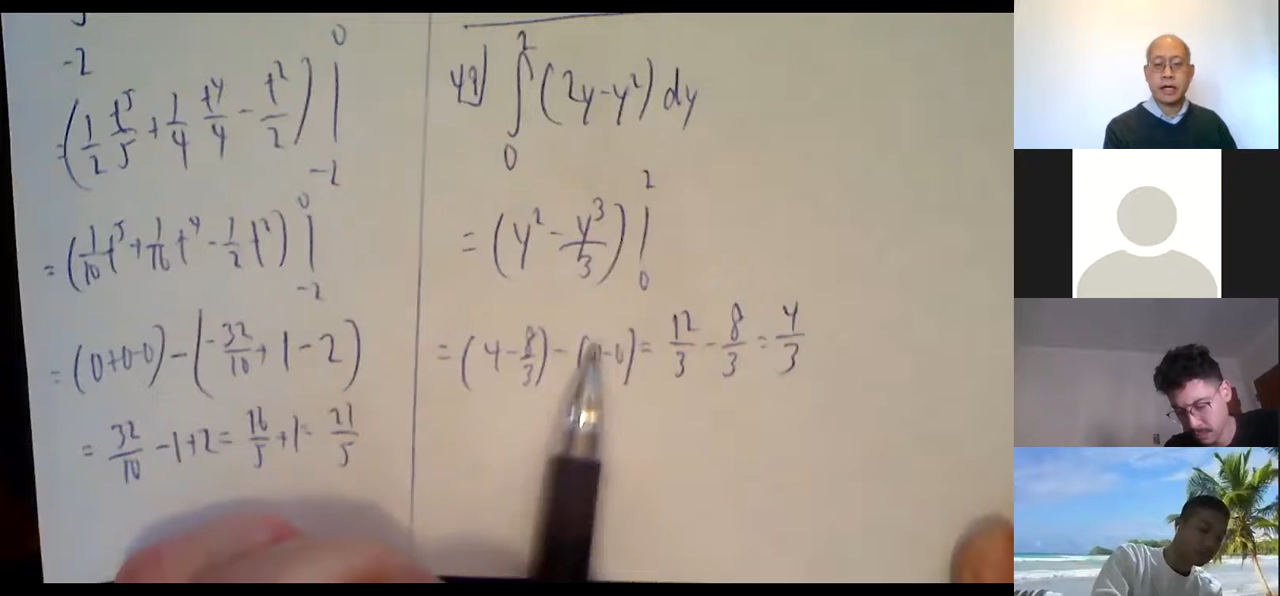 -2
(1/2 t^5/5 + 1/4 t^4/4 - t^2/2) |_{-2}^{0}
= (1/10 t^5 + 1/16 t^4 - 1/2 t^2) |_{-2}^{0}
= (0+0-0) - (-32/10 + 1 - 2)
= 32/10 - 1 + 2 = 16/5 + 1 = 21/5
49] ∫_0^2 (2y-y^2) dy
= (y^2 - y^3/3) |_0^2
= (4 - 8/3) - (0-0) = 12/3 - 8/3 = 4/3